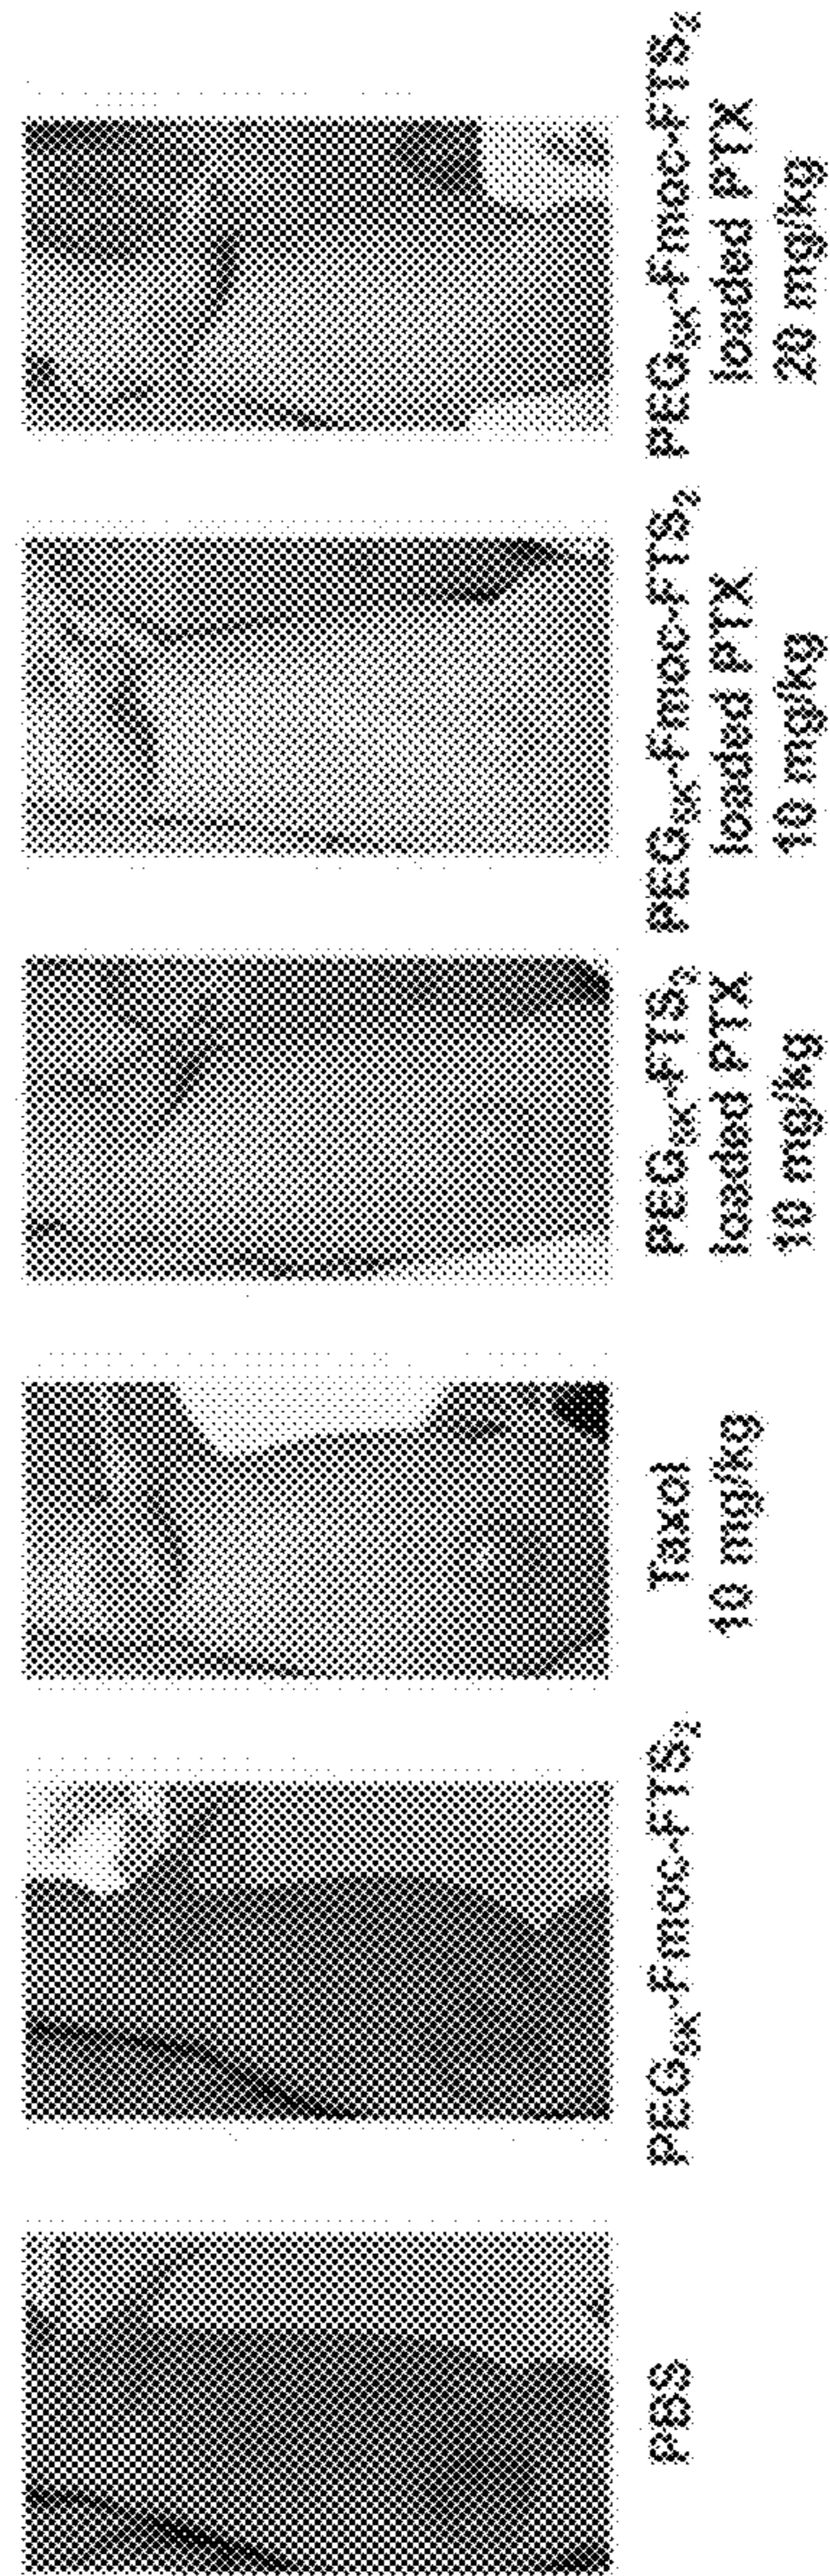 PBS
PEG5K-Fmoc-FTS2
Taxol
10 mg/kg
PEG5K-FTS2
loaded PTX
10 mg/kg
PEG5K-Fmoc-FTS2
loaded PTX
10 mg/kg
PEG5K-Fmoc-FTS2
loaded PTX
20 mg/kg